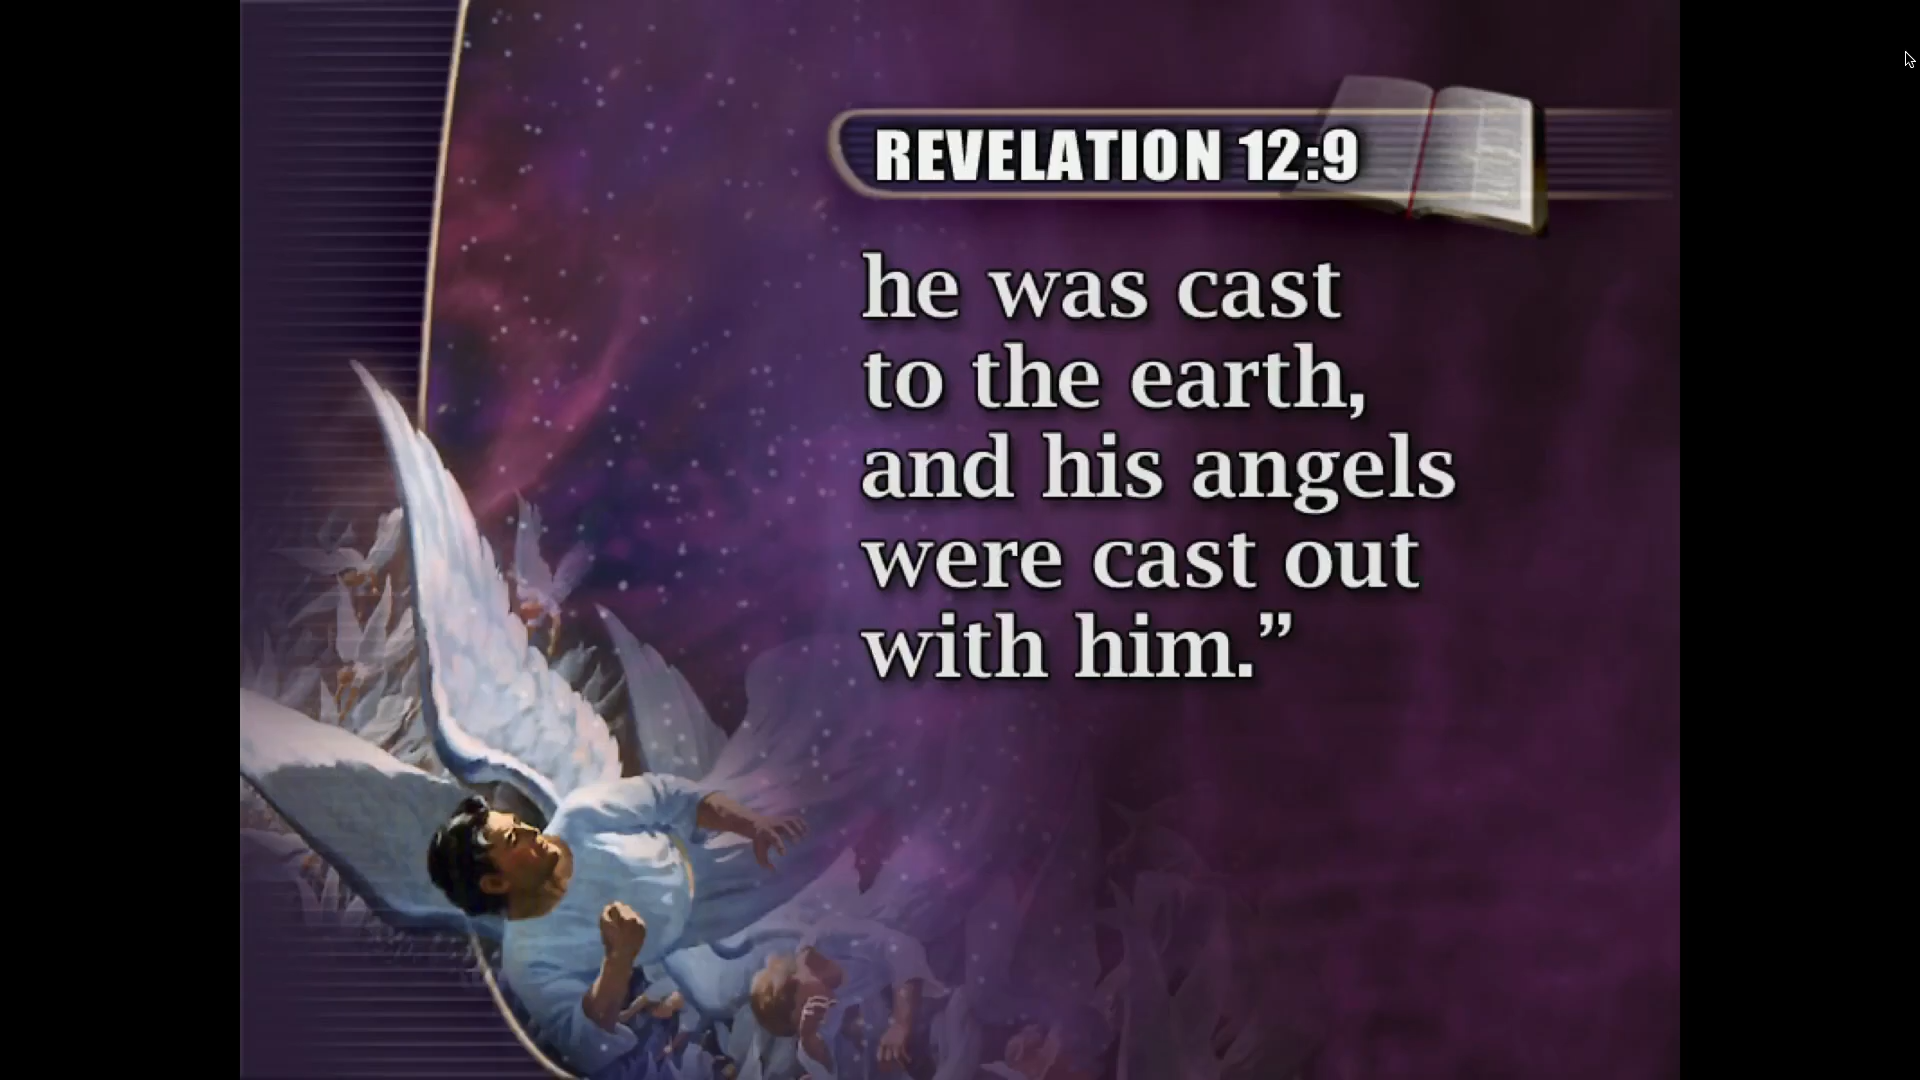 REVELATION 12:9
he was cast
to the earth,
and his angels
were cast out
with him.”